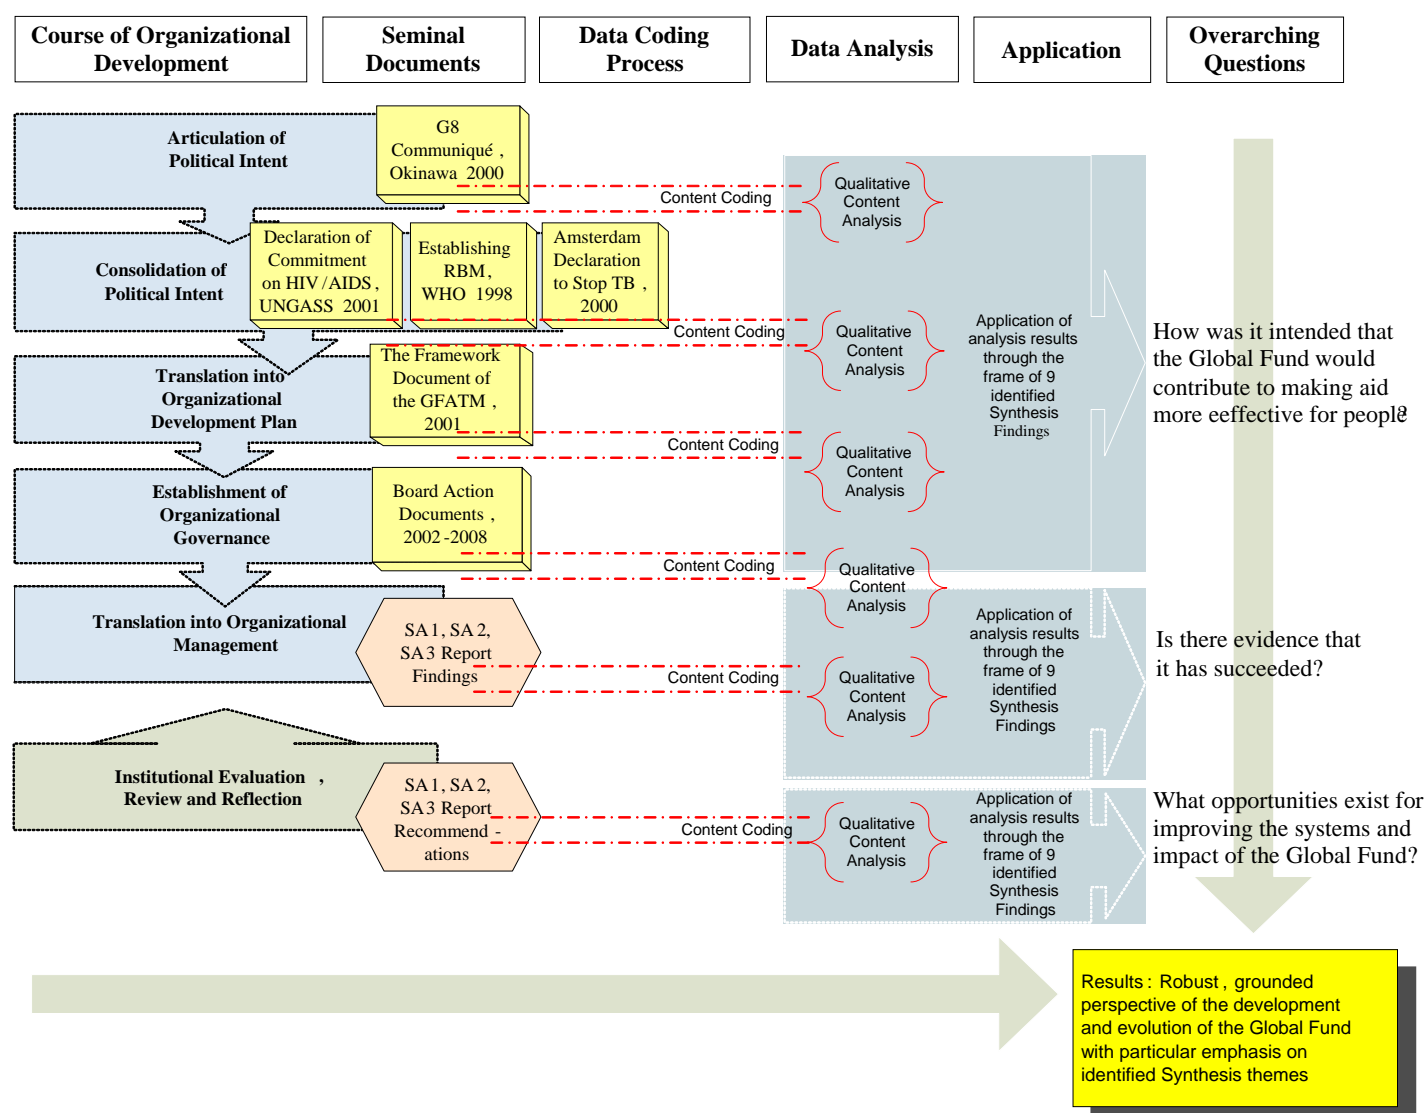 Course of Organizational
Development
Seminal
Documents
Data Coding
Process
Data Analysis
Application
Overarching
Questions
Articulation of
Political Intent
G8
Communiqué ,
Okinawa 2000
Content Coding
Qualitative
Content
Analysis
Consolidation of
Political Intent
Declaration of
Commitment
on HIV /AIDS ,
UNGASS 2001
Establishing
RBM,
WHO 1998
Amsterdam
Declaration
to Stop TB ,
2000
Content Coding
Qualitative
Content
Analysis
Translation into
Organizational
Development Plan
The Framework
Document of
the GFATM ,
2001
Content Coding
Qualitative
Content
Analysis
Application of
analysis results
through the
frame of 9
identified
Synthesis
Findings
How was it intended that
the Global Fund would
contribute to making aid
more eeffective for people?
Establishment of
Organizational
Governance
Board Action
Documents ,
2002 -2008
Content Coding
Qualitative
Content
Analysis
Translation into Organizational
Management
SA 1, SA 2,
SA 3 Report
Findings
Content Coding
Qualitative
Content
Analysis
Application of
analysis results
through the
frame of 9
identified
Synthesis
Findings
Is there evidence that
it has succeeded?
Institutional Evaluation ,
Review and Reflection
SA 1, SA 2,
SA 3 Report
Recommend -
ations
Content Coding
Qualitative
Content
Analysis
Application of
analysis results
through the
frame of 9
identified
Synthesis
Findings
What opportunities exist for
improving the systems and
impact of the Global Fund?
Results : Robust , grounded
perspective of the development
and evolution of the Global Fund
with particular emphasis on
identified Synthesis themes